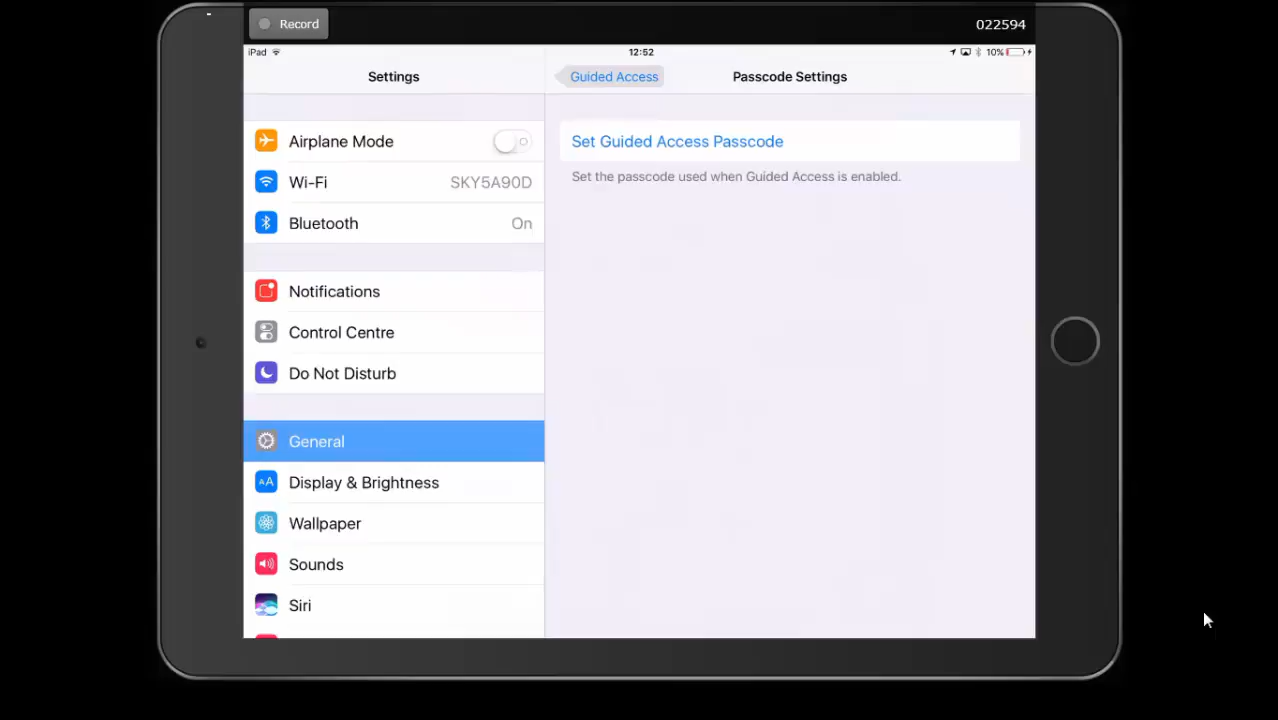 Record
022594
iPad
12:52
10%
Settings
Guided Access
Passcode Settings
Airplane Mode
Set Guided Access Passcode
Wi-Fi
SKY5A90D
Set the passcode used when Guided Access is enabled.
Bluetooth
On
Notifications
Control Centre
Do Not Disturb
General
AA
Display & Brightness
Wallpaper
Sounds
Siri